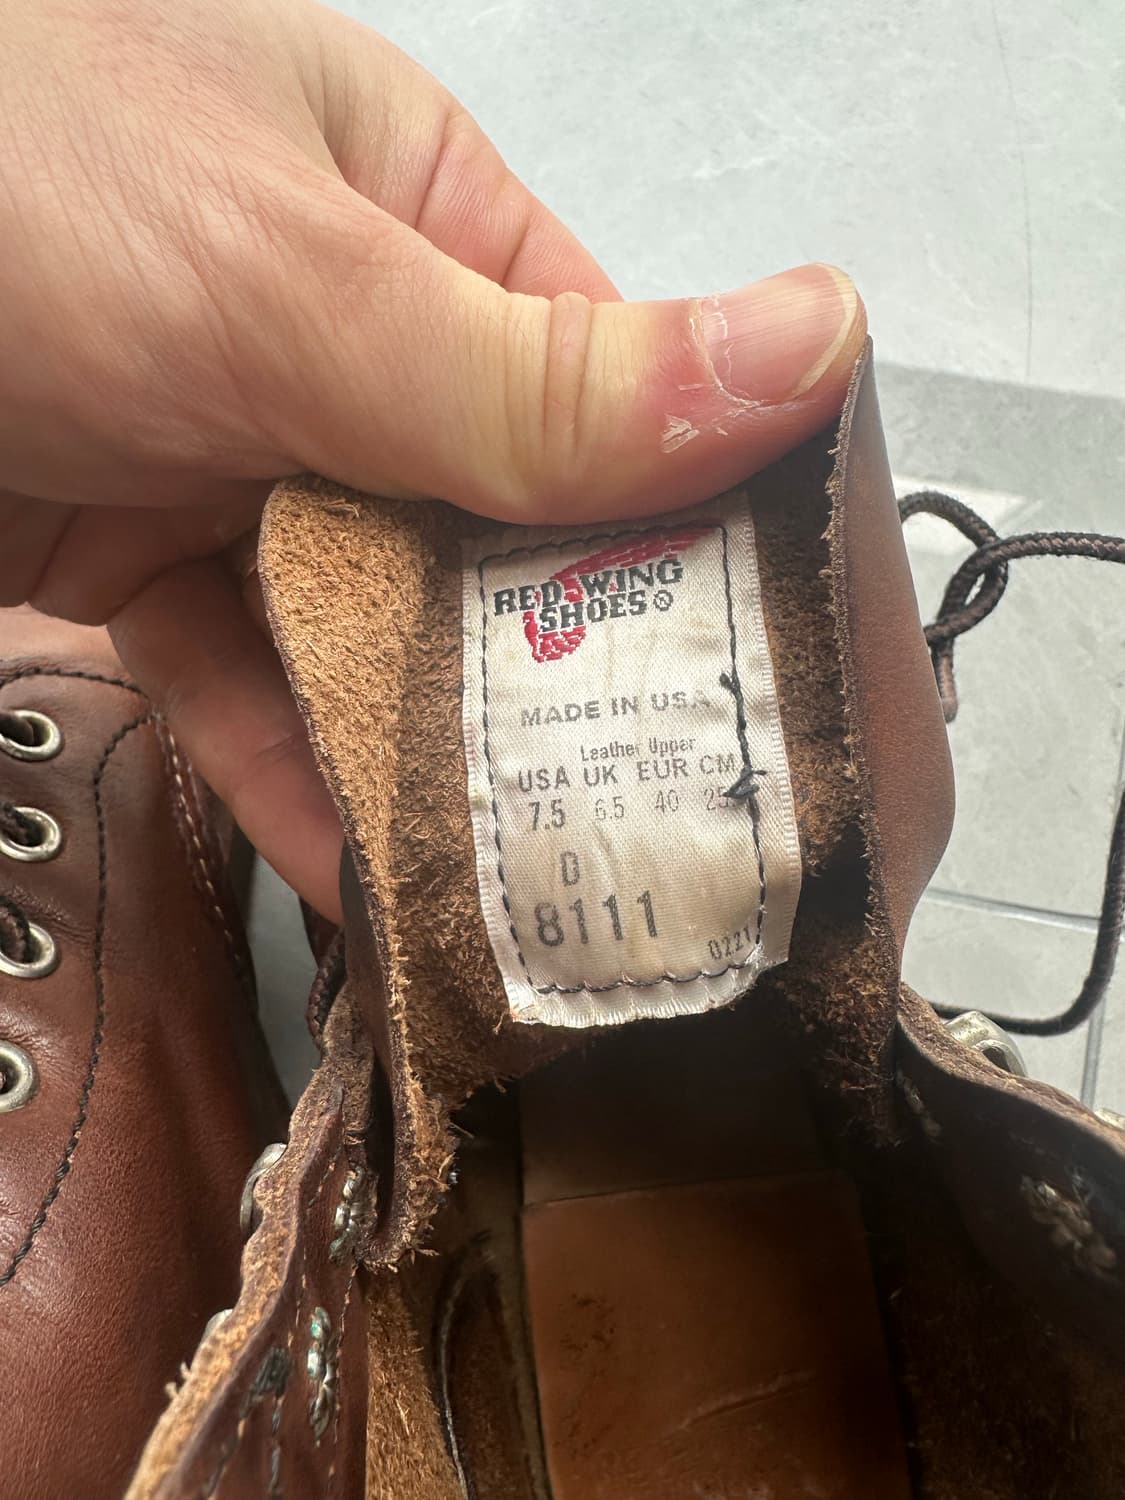 RED WING
SHOES®
MADE IN USA
Leather Upper
USA UK EUR CM
7.5 6.5 40
D
8111
0221